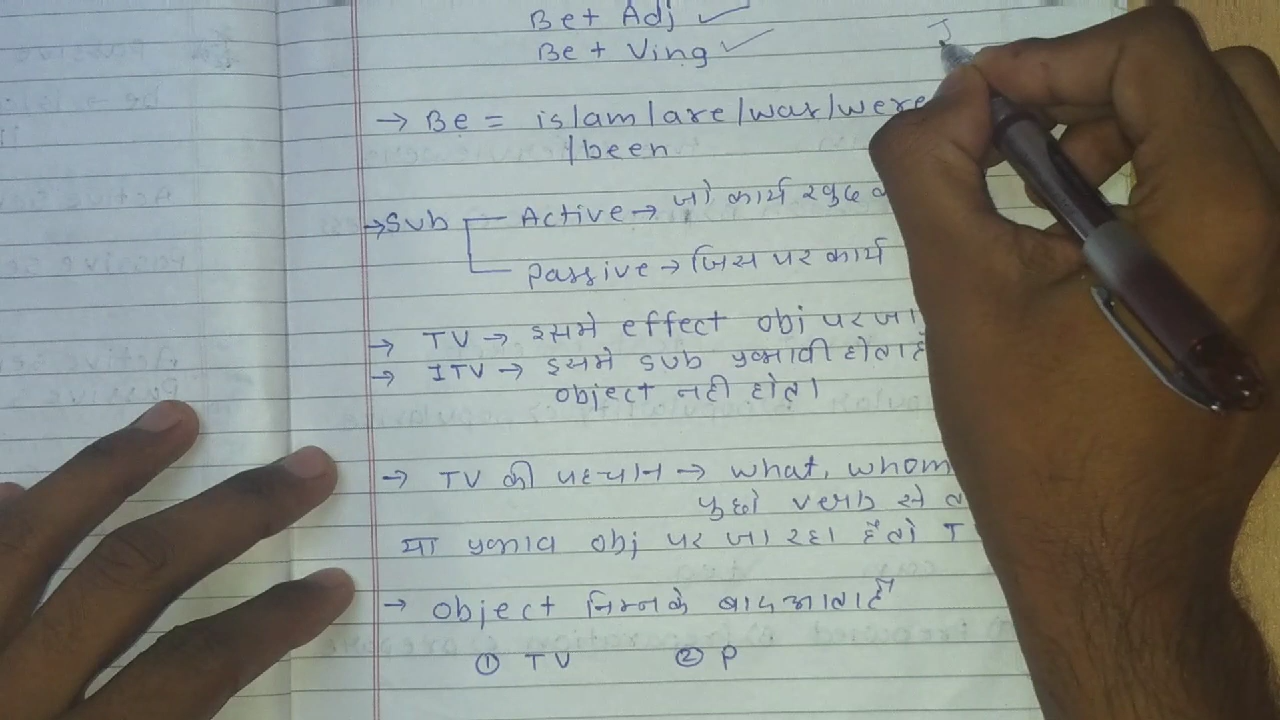 Be + Adj ✓
Be + Ving ✓
→ Be = is/am/are/was/were
/been
→ Sub Active → जो कार्य खुद
Passive → जिस पर कार्य
→ TV → इसमे effect obj पर जा
→ ITV → इसमे sub प्रभावी होता है
object नही होता।
→ TV की पहचान → what, whom
पुछो verb से
या प्रभाव obj पर जा रहा है तो T
→ object निम्न के बाद आता है
① TV ② P